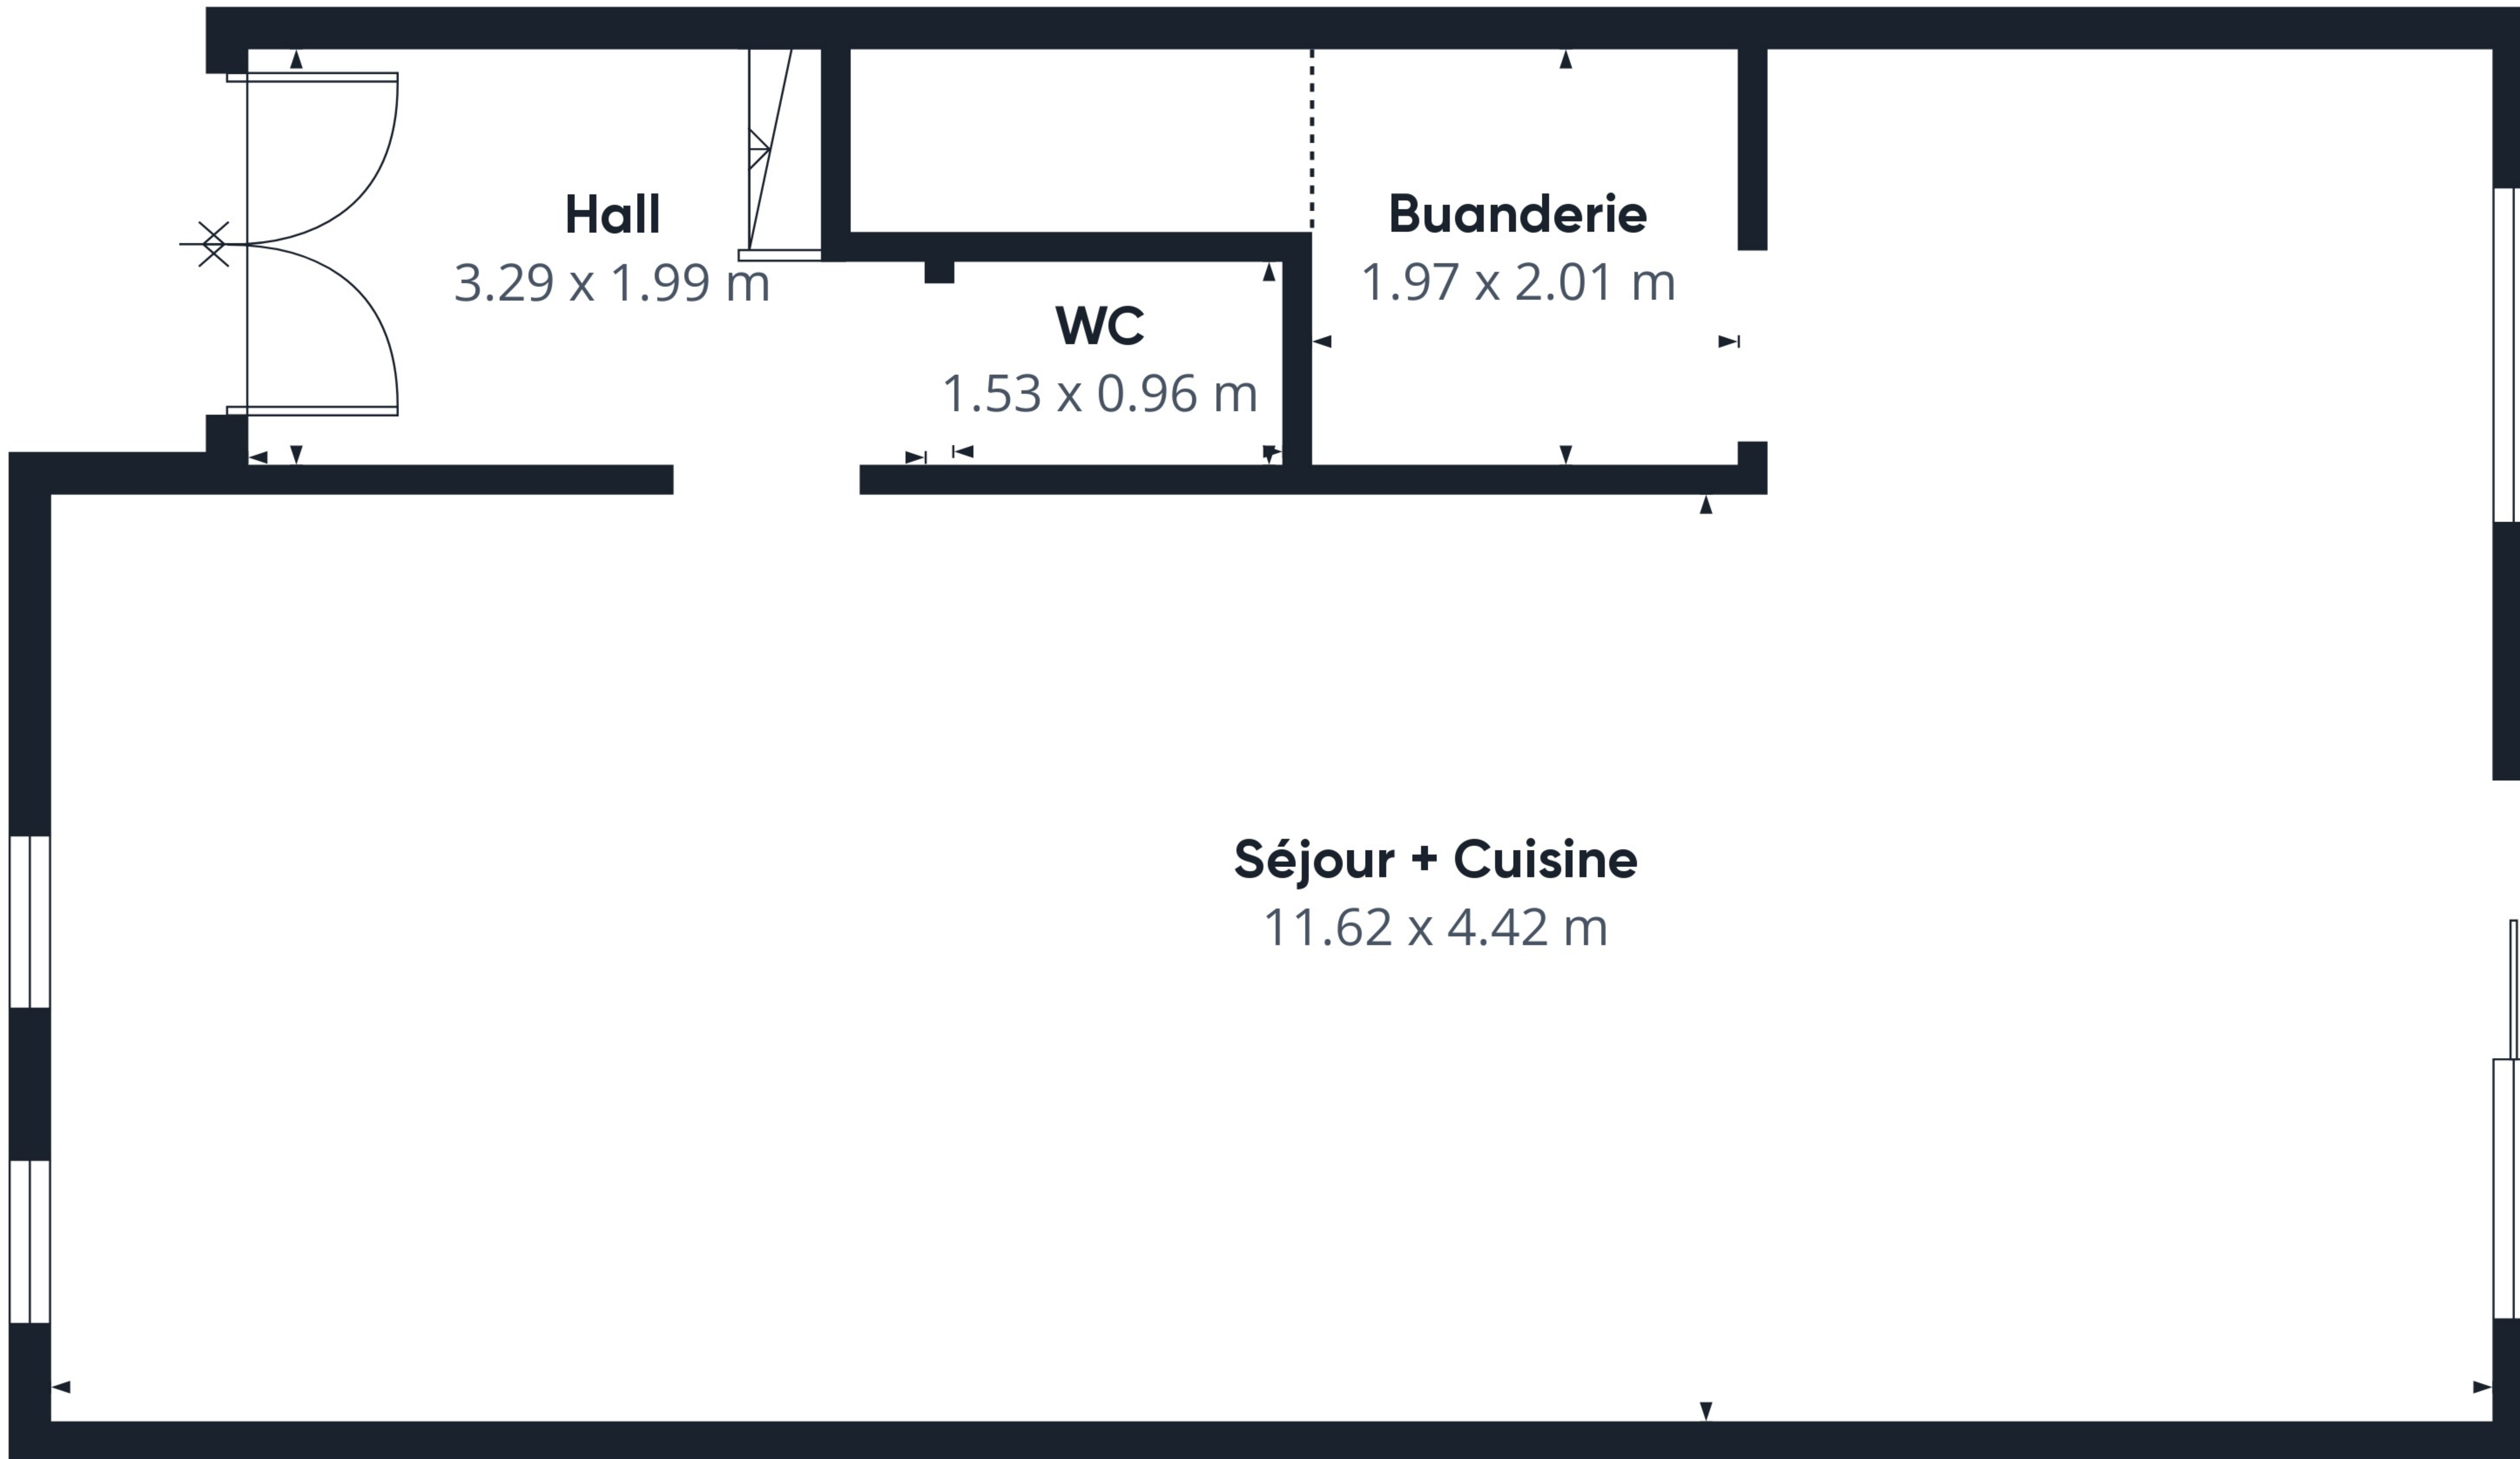 Hall
3.29 x 1.99 m
Buanderie
1.97 x 2.01 m
WC
1.53 x 0.96 m
Séjour + Cuisine
11.62 x 4.42 m